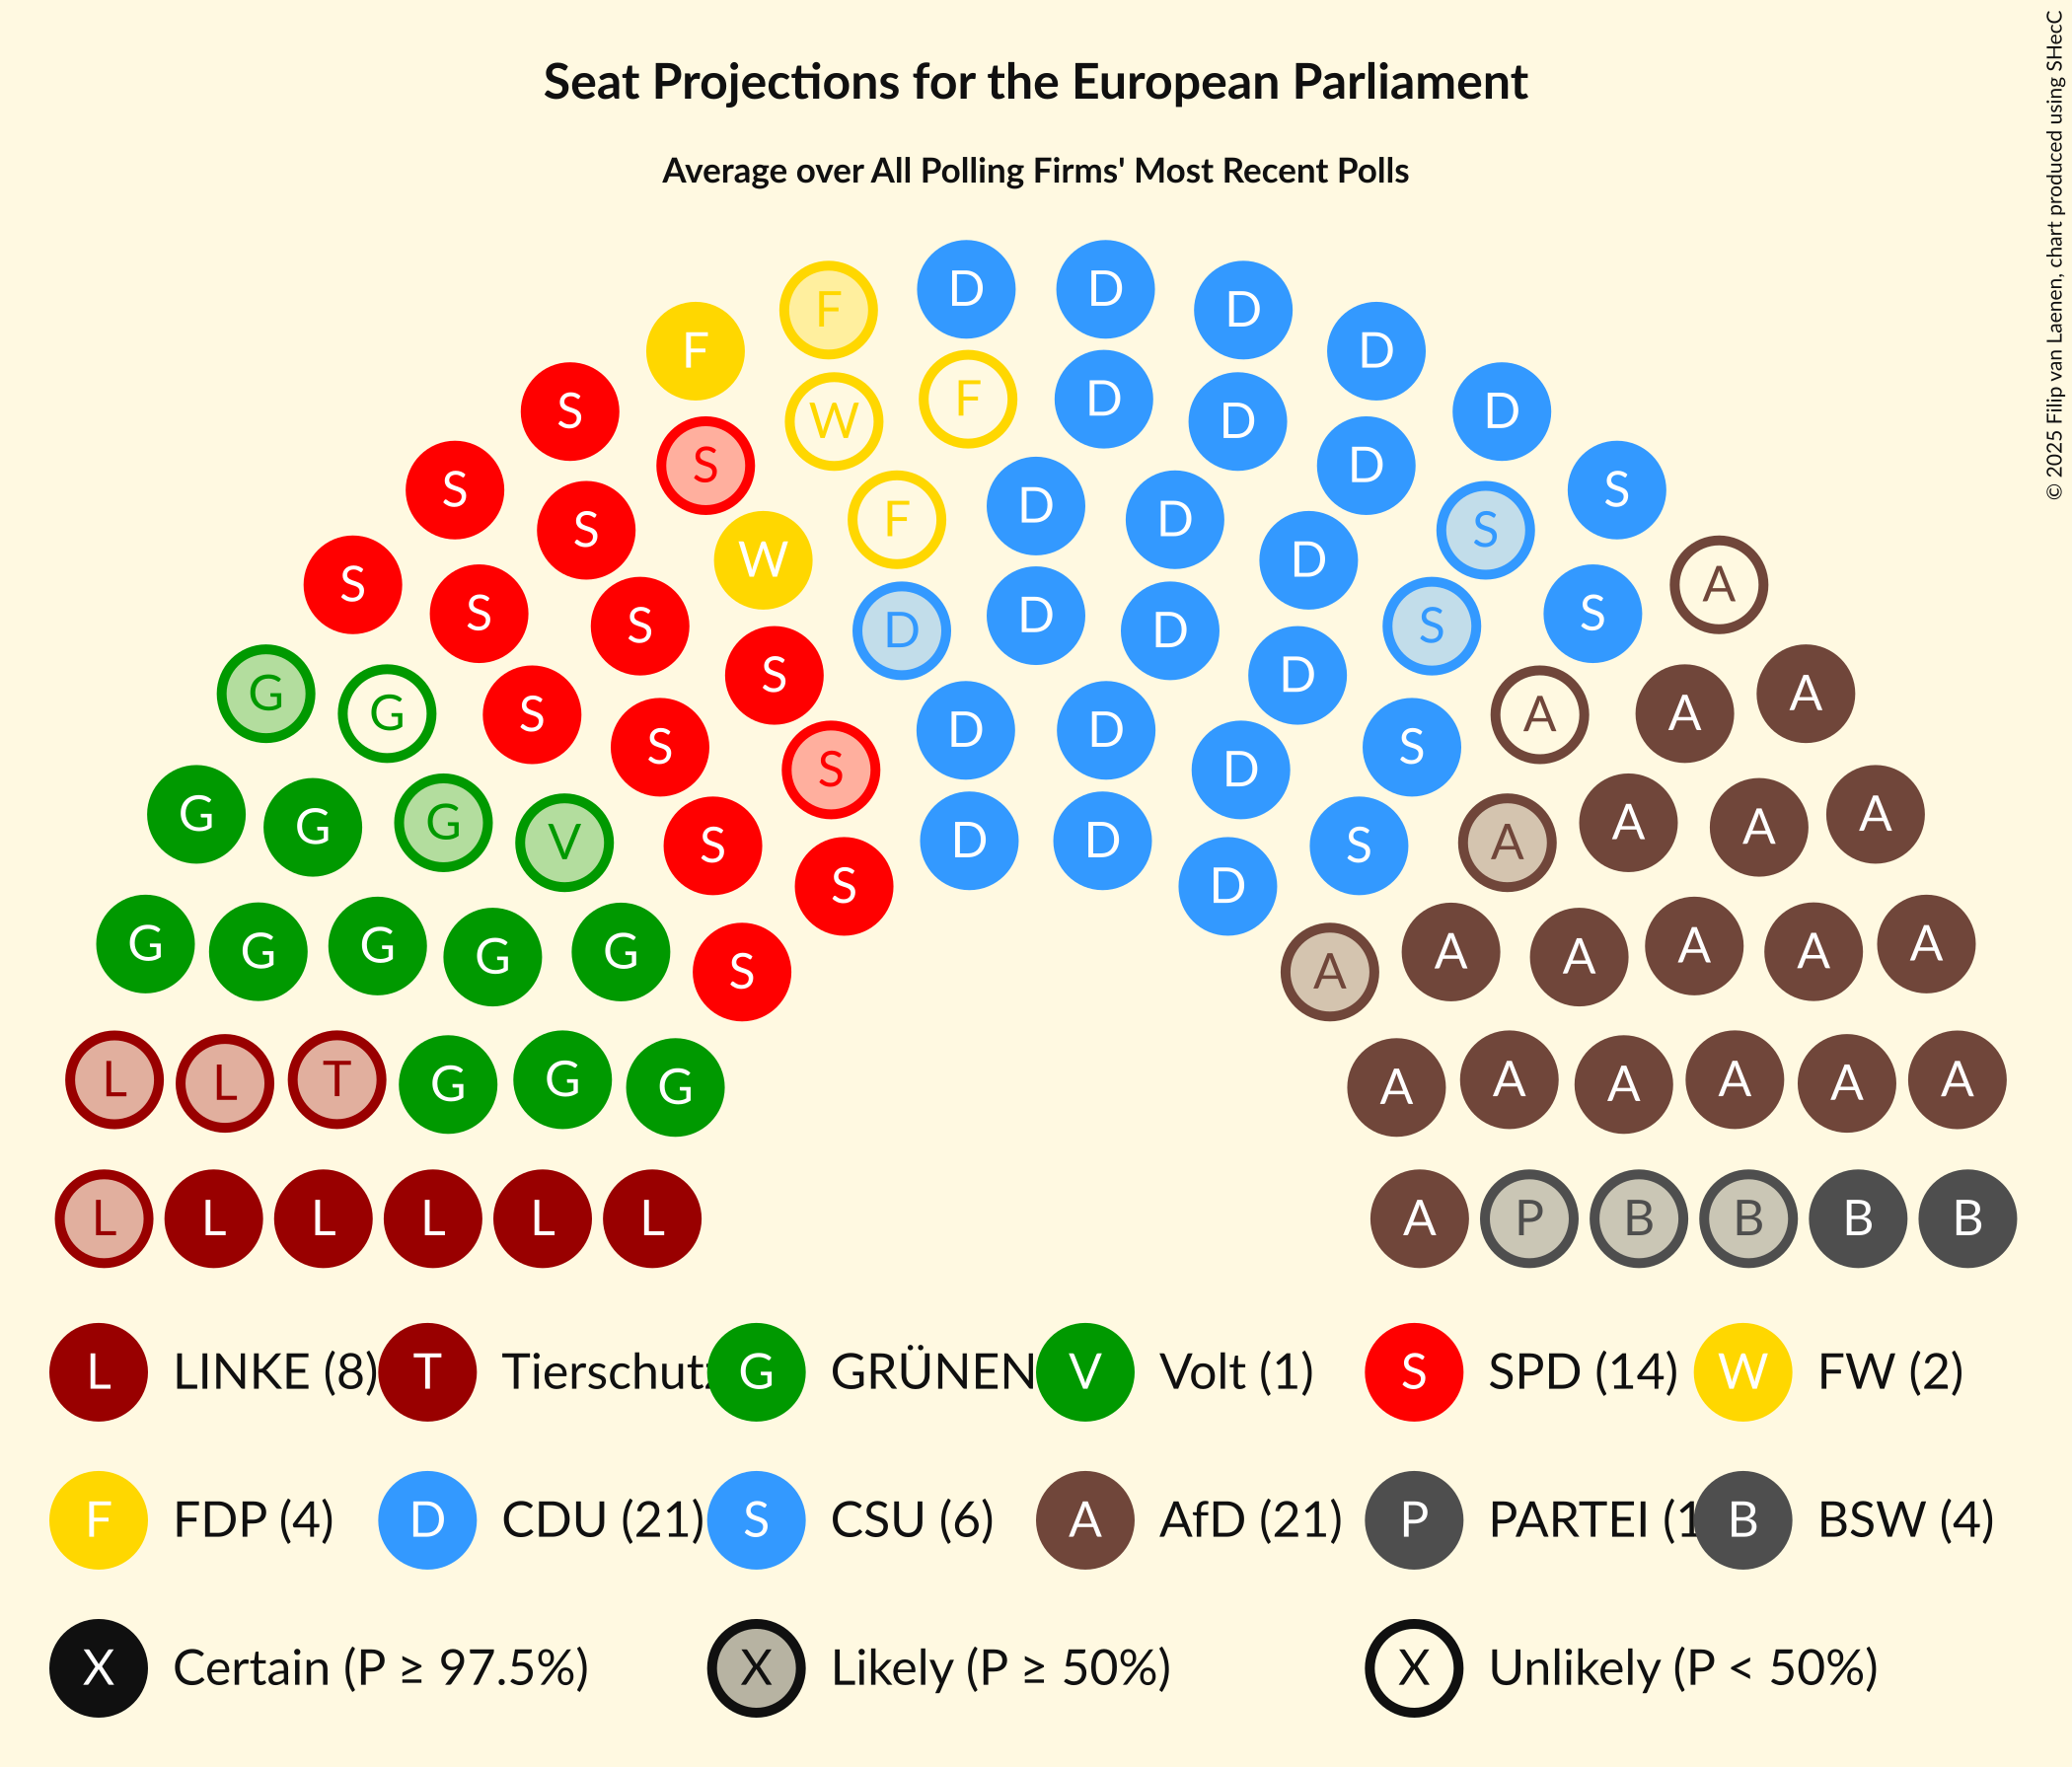 Seat Projections for the European Parliament
Average over All Polling Firms' Most Recent Polls
© 2025 Filip van Laenen, chart produced using SHecC
D D
F D
F D
F D
S D
W D
S D
S S
D
F D
S S
W D
S A
S D S
S D D S
S D
G A
G S A A
D D
S S
S D
G A
G G A A
V S D D S A
S D
G G G G G S A A A A A A
L L T G G G A A A A A A
L L L L L L A P B B B B
L LINKE (8) T Tierschutz G GRÜNEN V Volt (1) S SPD (14) W FW (2)
F FDP (4) D CDU (21) S CSU (6) A AfD (21) P PARTEI (1 B BSW (4)
X Certain (P ≥ 97.5%) X Likely (P ≥ 50%) X Unlikely (P < 50%)